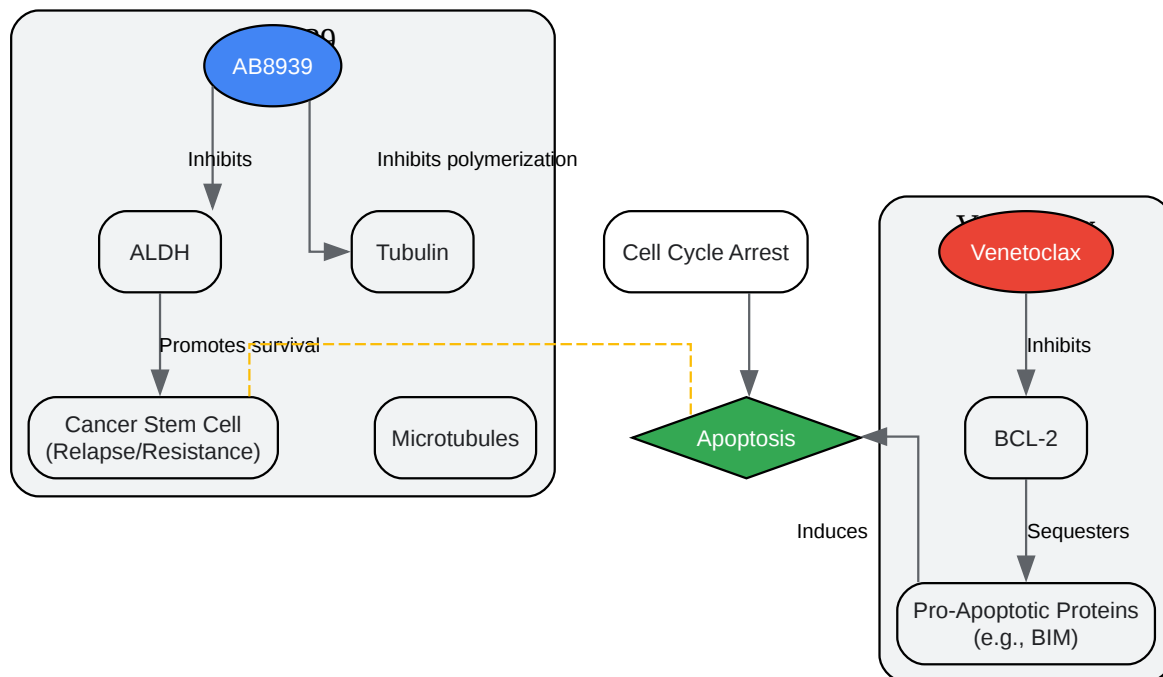 AB8939
Inhibits
Inhibits polymerization
ALDH
Tubulin
Cell Cycle Arrest
Venetoclax
Promotes survival
Inhibits
Cancer Stem Cell
(Relapse/Resistance)
Microtubules
Apoptosis
BCL-2
Induces
Sequesters
Pro-Apoptotic Proteins
(e.g., BIM)